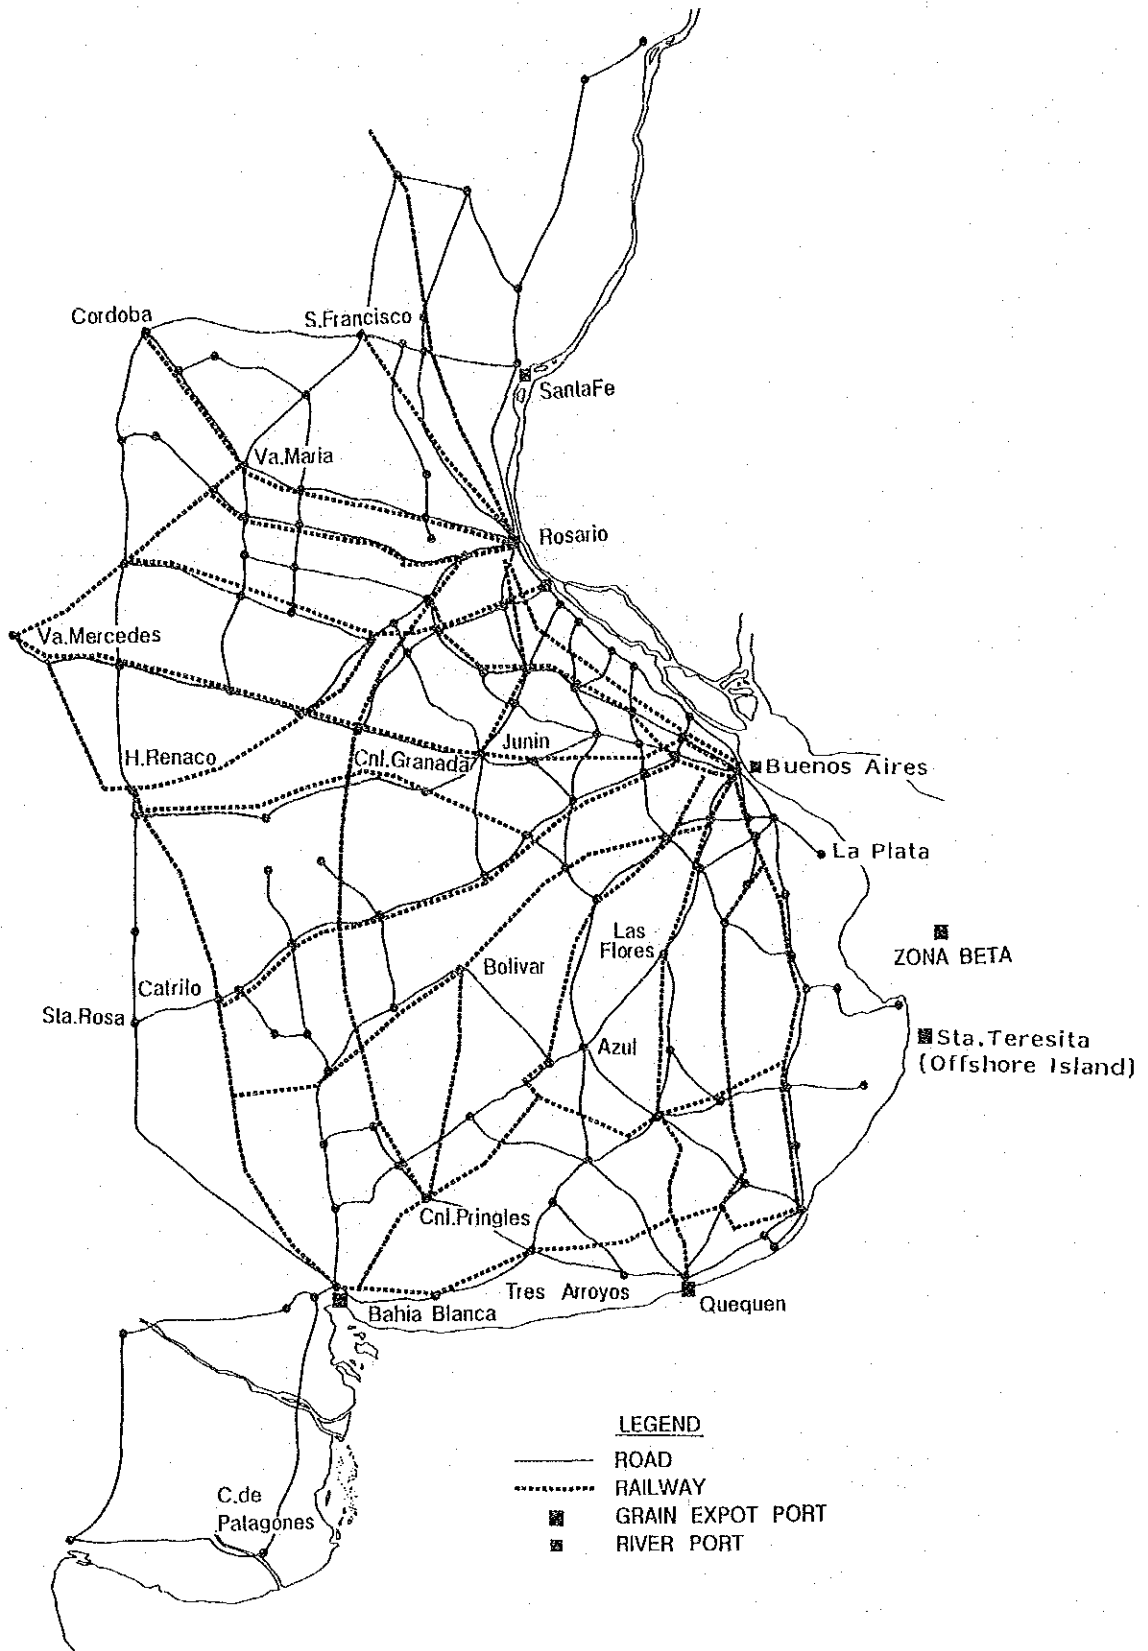 Cordoba
S.Francisco
SantaFe
Va.Maria
Rosario
Va.Mercedes
H.Renaco
Cnl.Granada
Junin
Buenos Aires
La Plata
Las
Flores
ZONA BETA
Bolivar
Catrilo
Sta.Rosa
Azul
Sta.Teresita
(Offshore Island)
Cnl.Pringles
Tres Arroyos
Quequen
Bahia Blanca
LEGEND
ROAD
RAILWAY
GRAIN EXPOT PORT
RIVER PORT
C.de
Patagones